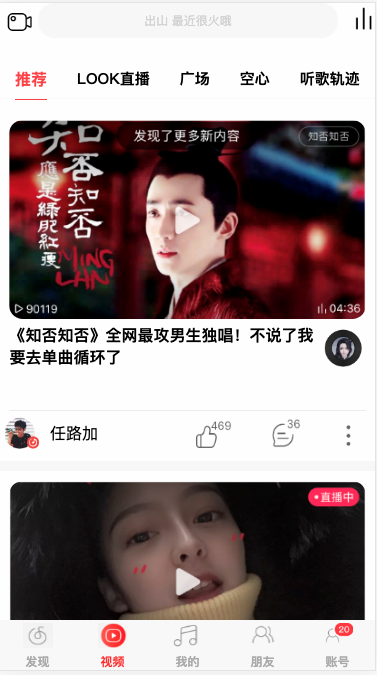 出山 最近很火哦
推荐 LOOK直播 广场 空心 听歌轨迹
发现了更多新内容
知否知否
知否
知否
應是綠肥紅瘦
MING
LAN
90119
04:36
《知否知否》全网最攻男生独唱！不说了我
要去单曲循环了
任路加
469
36
直播中
发现 视频 我的 朋友 账号
20